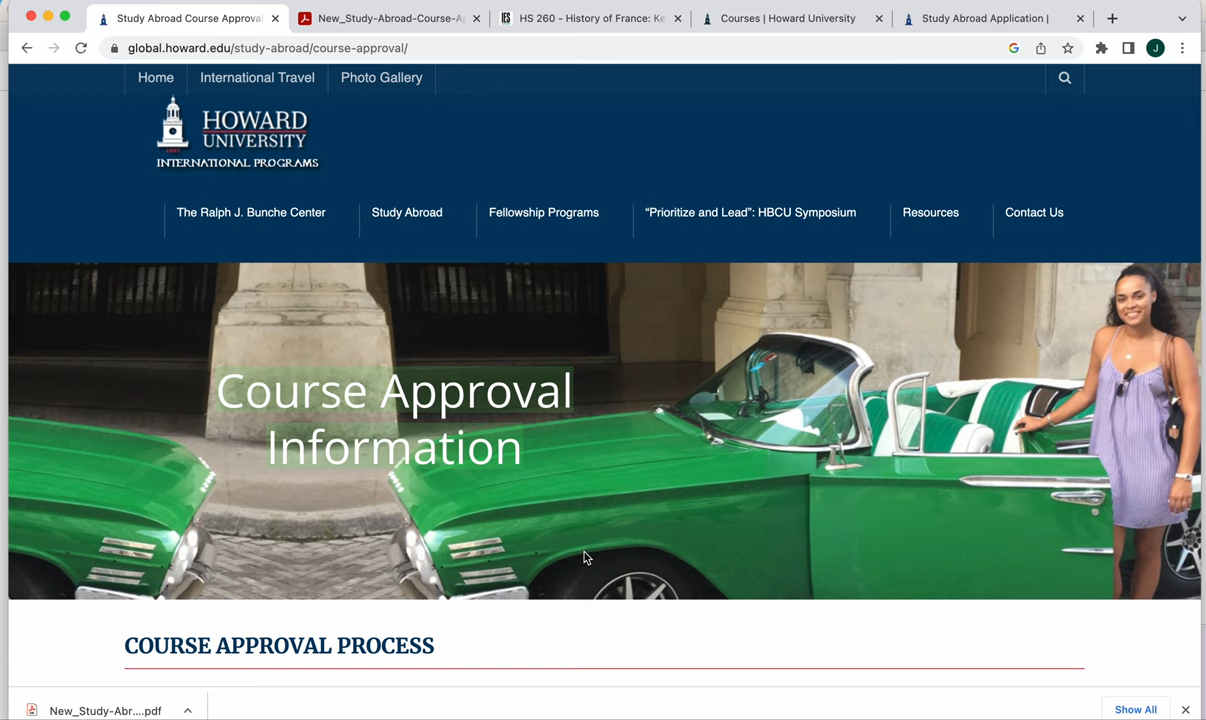 Study Abroad Course Approva
New_Study-Abroad-Course-A
HS 260 - History of France: Ke
Courses | Howard University
Study Abroad Application |
global.howard.edu/study-abroad/course-approval/
J
Home
International Travel
Photo Gallery
HOWARD
UNIVERSITY
1867
INTERNATIONAL PROGRAMS
The Ralph J. Bunche Center
Study Abroad
Fellowship Programs
“Prioritize and Lead”: HBCU Symposium
Resources
Contact Us
Course Approval
Information
COURSE APPROVAL PROCESS
New_Study-Abr....pdf
Show All